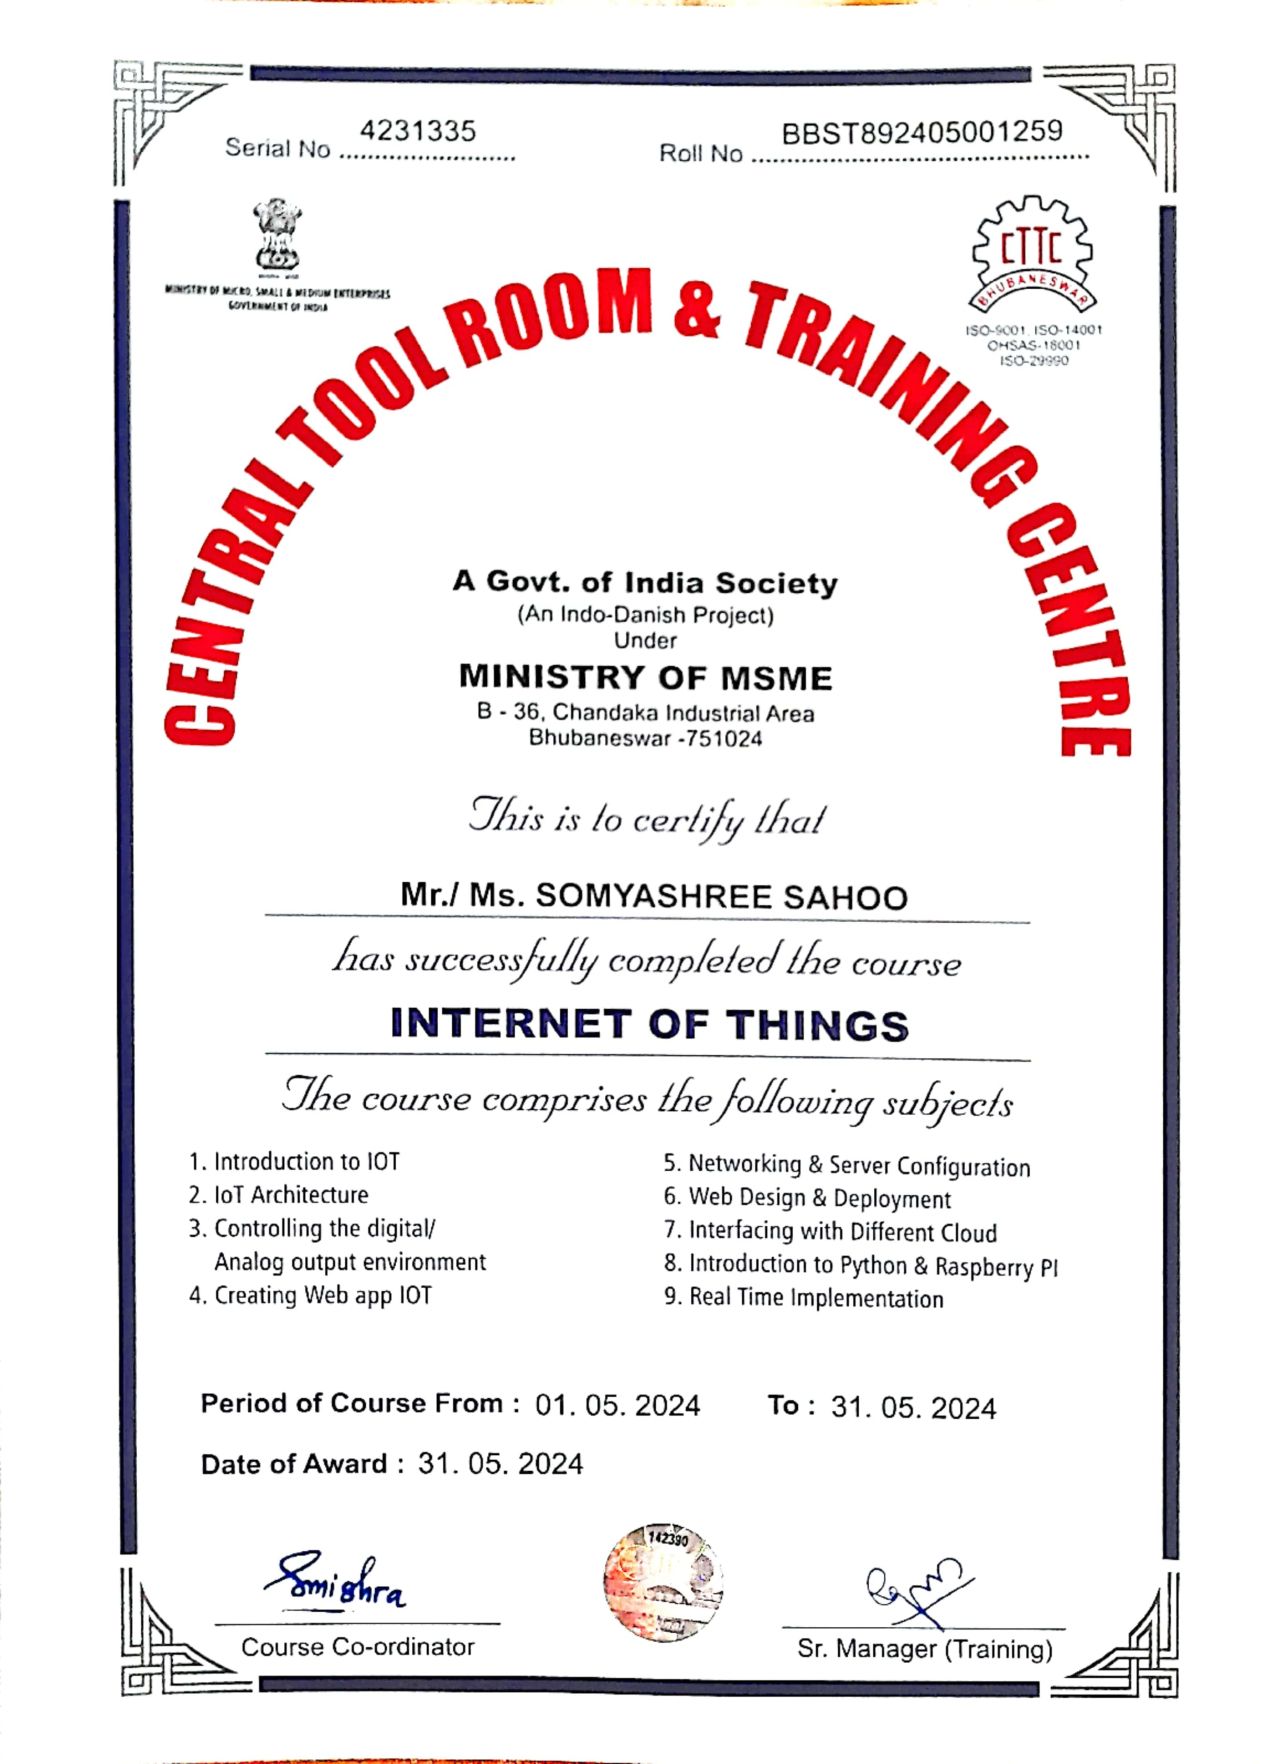 Serial No 4231335
Roll No BBST892405001259
MINISTRY OF MICRO, SMALL & MEDIUM ENTERPRISES
GOVERNMENT OF INDIA
CTTC
BHUBANESWAR
ISO-9001, ISO-14001
OHSAS-18001
ISO-29990
CENTRAL TOOL ROOM & TRAINING CENTRE
A Govt. of India Society
(An Indo-Danish Project)
Under
MINISTRY OF MSME
B - 36, Chandaka Industrial Area
Bhubaneswar -751024
This is to certify that
Mr./ Ms. SOMYASHREE SAHOO
has successfully completed the course
INTERNET OF THINGS
The course comprises the following subjects
1. Introduction to IOT
2. IoT Architecture
3. Controlling the digital/
Analog output environment
4. Creating Web app IOT
5. Networking & Server Configuration
6. Web Design & Deployment
7. Interfacing with Different Cloud
8. Introduction to Python & Raspberry PI
9. Real Time Implementation
Period of Course From : 01. 05. 2024 To : 31. 05. 2024
Date of Award : 31. 05. 2024
142390
Smishra
Course Co-ordinator
Sr. Manager (Training)